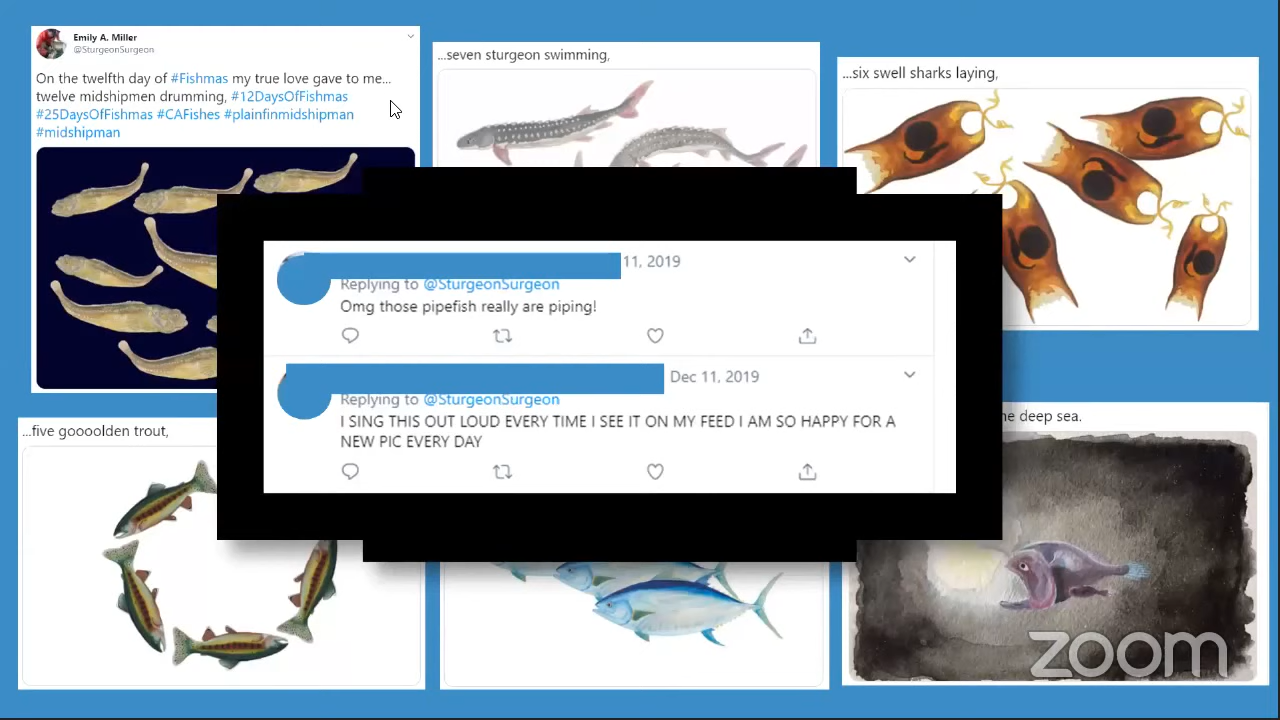 Emily A. Miller
@SturgeonSurgeon
On the twelfth day of #Fishmas my true love gave to me...
twelve midshipmen drumming, #12DaysOfFishmas
#25DaysOfFishmas #CAFishes #plainfinmidshipman
#midshipman
...seven sturgeon swimming,
...six swell sharks laying,
11, 2019
Replying to @SturgeonSurgeon
Omg those pipefish really are piping!
Dec 11, 2019
Replying to @SturgeonSurgeon
I SING THIS OUT LOUD EVERY TIME I SEE IT ON MY FEED I AM SO HAPPY FOR A
NEW PIC EVERY DAY
...five goooolden trout,
deep sea.
zoom